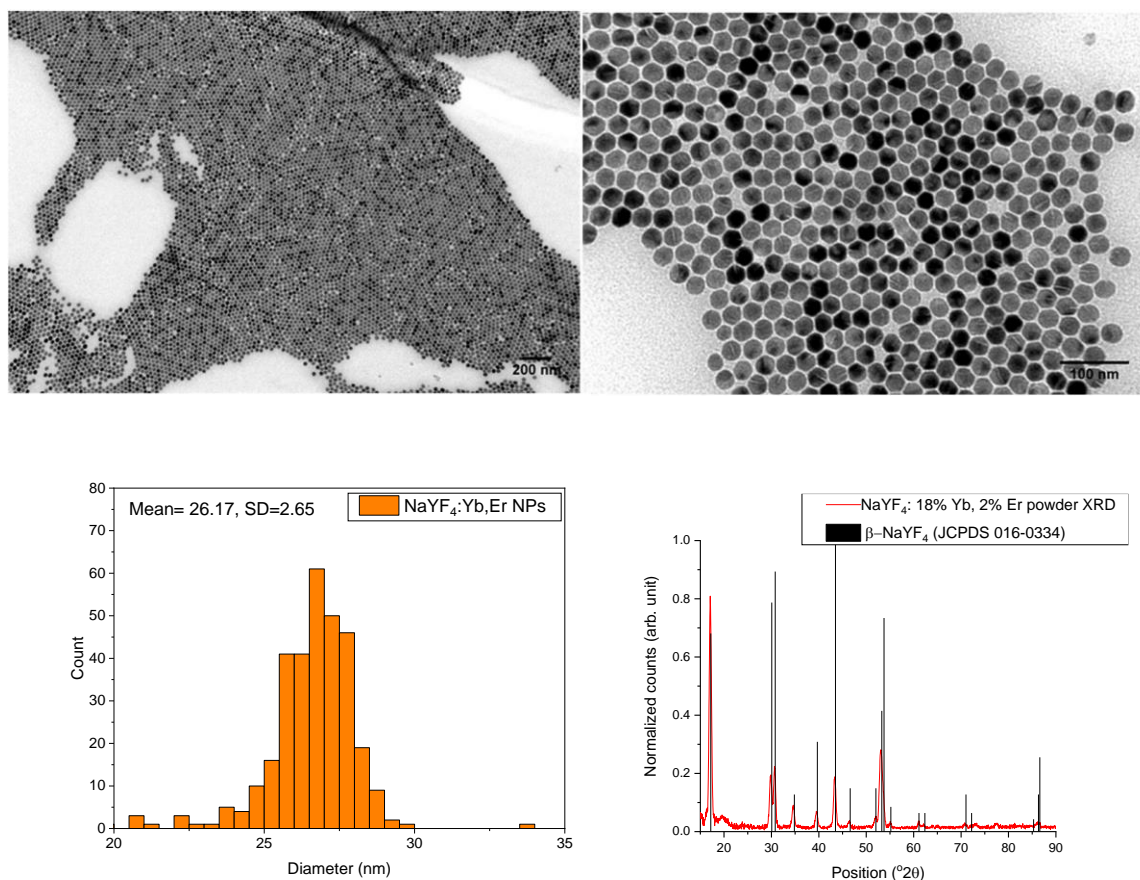 200 nm
100 nm
Mean= 26.17, SD=2.65
NaYF₄:Yb,Er NPs
80
70
60
50
40
30
20
10
0
Count
20 25 30 35
Diameter (nm)
NaYF₄: 18% Yb, 2% Er powder XRD
β–NaYF₄ (JCPDS 016-0334)
1.0
0.8
0.6
0.4
0.2
0.0
Normalized counts (arb. unit)
20 30 40 50 60 70 80 90
Position (°2θ)